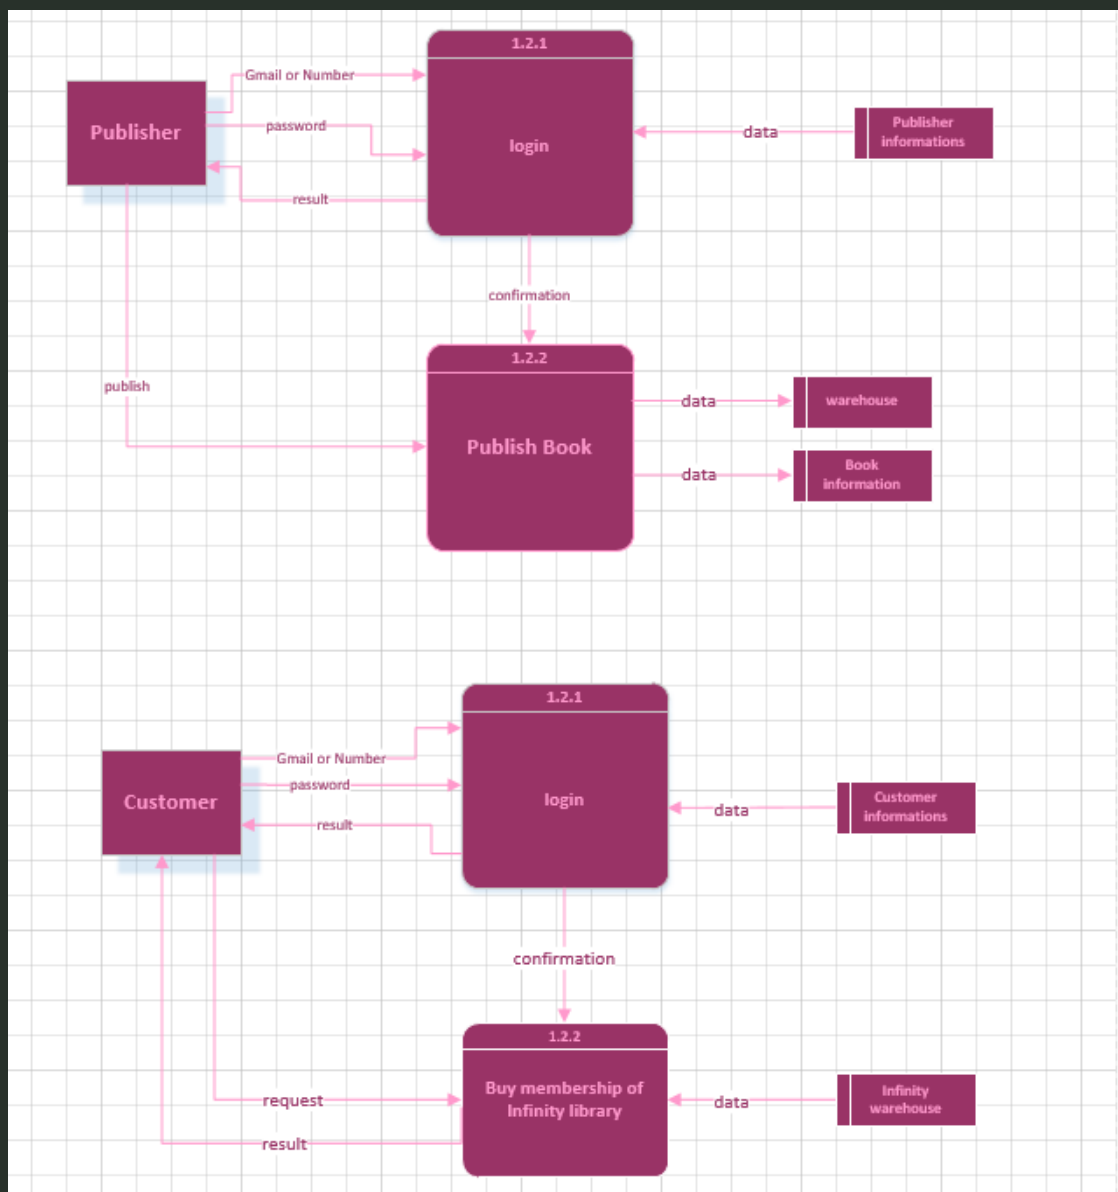 1.2.1
Gmail or Number
Publisher
password
login
data
Publisher
informations
result
confirmation
1.2.2
publish
data
warehouse
Publish Book
data
Book
information
1.2.1
Gmail or Number
password
Customer
login
result
data
Customer
informations
confirmation
1.2.2
Buy membership of
Infinity library
request
data
Infinity
warehouse
result